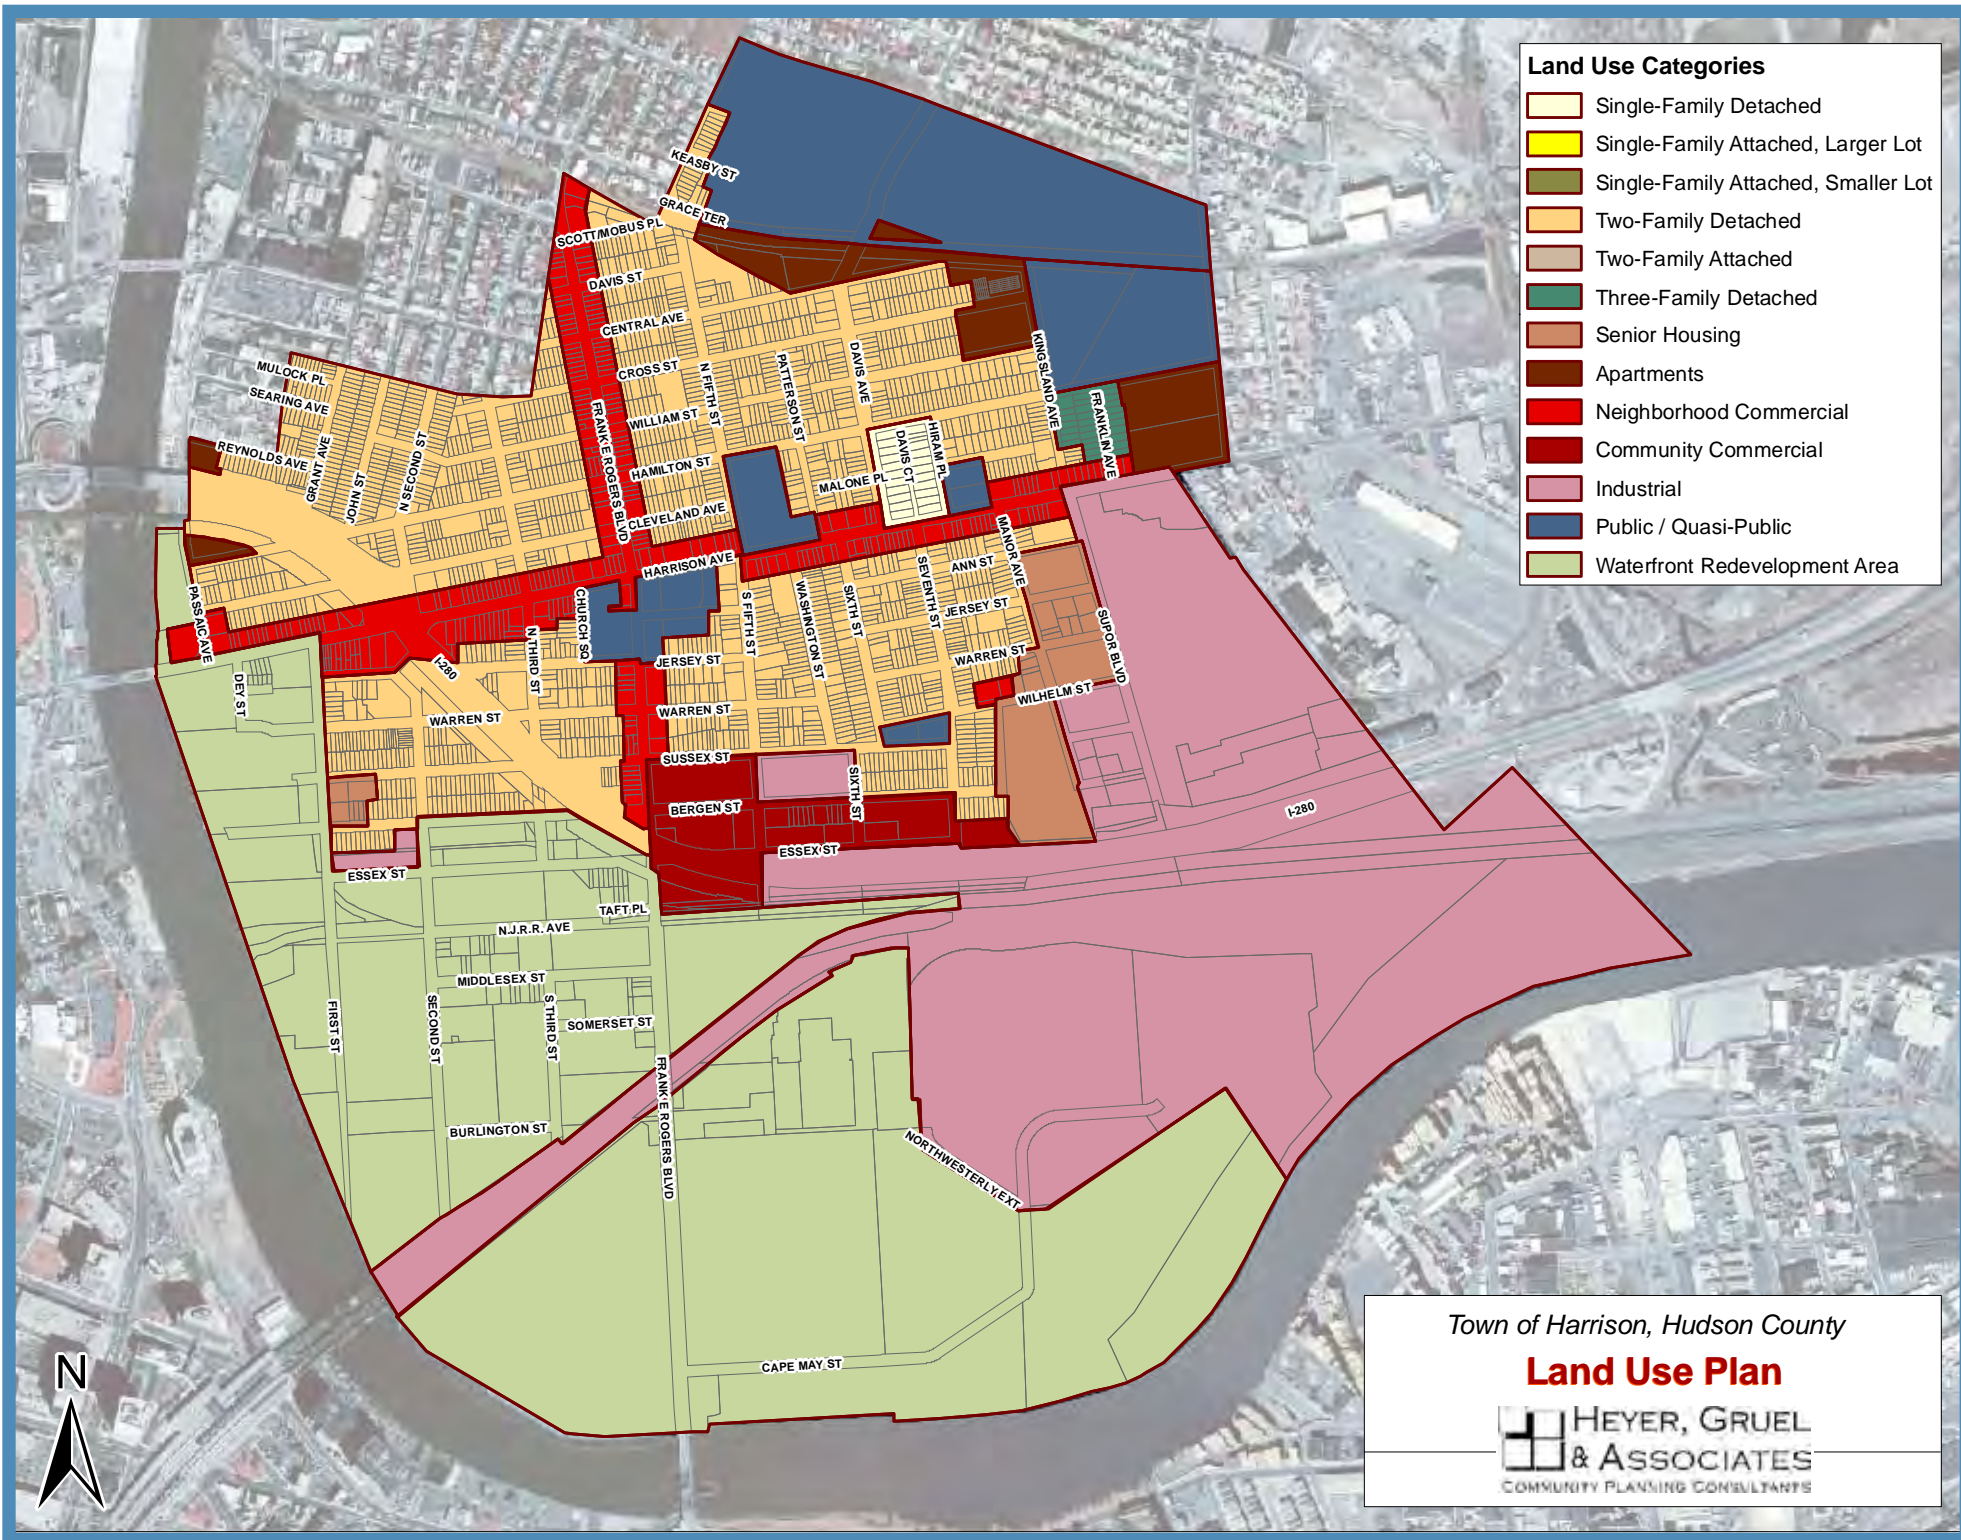 Land Use Categories
Single-Family Detached
Single-Family Attached, Larger Lot
Single-Family Attached, Smaller Lot
Two-Family Detached
Two-Family Attached
Three-Family Detached
Senior Housing
Apartments
Neighborhood Commercial
Community Commercial
Industrial
Public / Quasi-Public
Waterfront Redevelopment Area
KEASBY ST
GRACE TER
SCOTT/MOBUS PL
DAVIS ST
CENTRAL AVE
CROSS ST
N FIFTH ST
PATTERSON ST
DAVIS AVE
KINGSLAND AVE
FRANKLIN AVE
MULOCK PL
SEARING AVE
REYNOLDS AVE
GRANT AVE
JOHN ST
N SECOND ST
FRANK E ROGERS BLVD
WILLIAM ST
HAMILTON ST
CLEVELAND AVE
MALONE PL
DAVIS CT
HIRAM PL
HARRISON AVE
PASSAIC AVE
CHURCH SQ
N THIRD ST
I-280
DEY ST
S FIFTH ST
WASHINGTON ST
SIXTH ST
SEVENTH ST
ANN ST
MANOR AVE
JERSEY ST
JERSEY ST
WARREN ST
SUPOR BLVD
WILHELM ST
WARREN ST
WARREN ST
SUSSEX ST
BERGEN ST
SIXTH ST
ESSEX ST
I-280
ESSEX ST
TAFT PL
N.J.R.R. AVE
MIDDLESEX ST
SOMERSET ST
FIRST ST
SECOND ST
S THIRD ST
FRANK E ROGERS BLVD
BURLINGTON ST
NORTHWESTERLY EXT
CAPE MAY ST
N
Town of Harrison, Hudson County
Land Use Plan
HEYER, GRUEL
& ASSOCIATES
COMMUNITY PLANNING CONSULTANTS